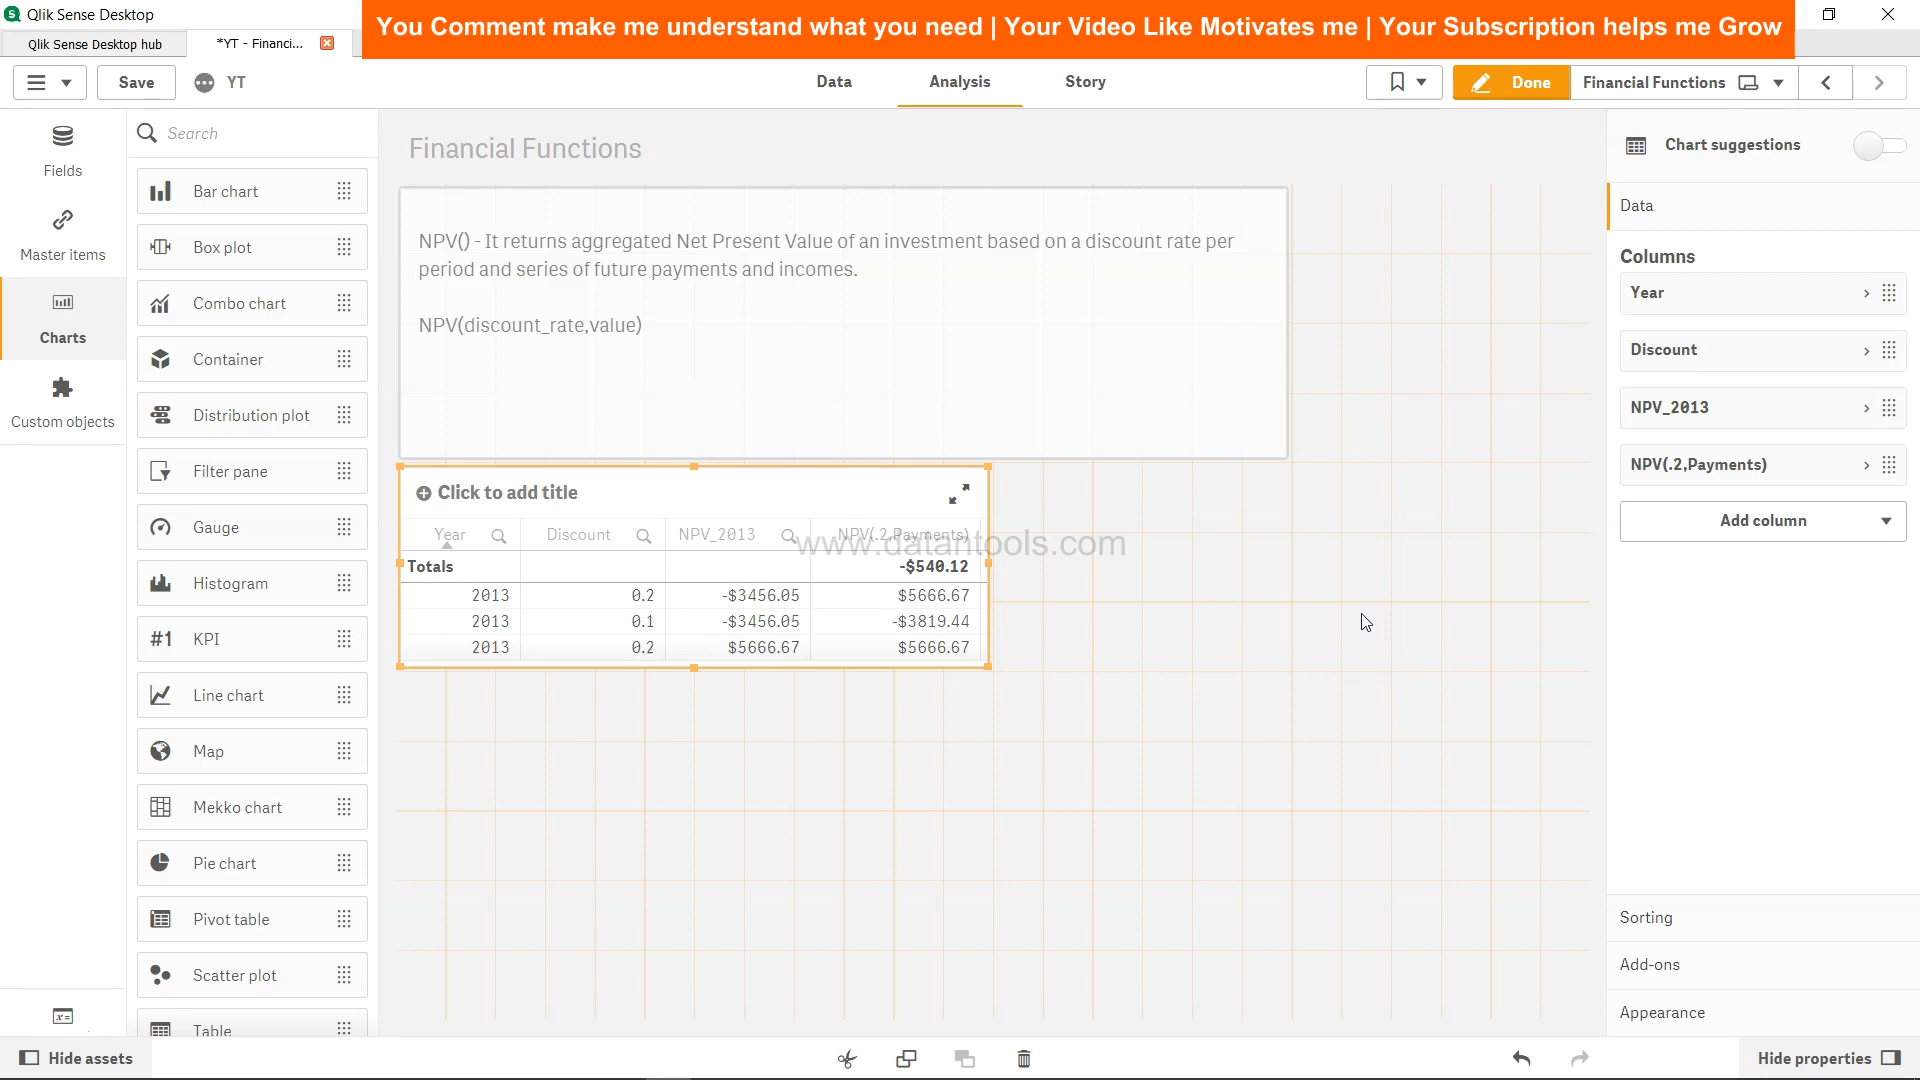 Qlik Sense Desktop
You Comment make me understand what you need | Your Video Like Motivates me | Your Subscription helps me Grow
Qlik Sense Desktop hub
*YT - Financi...
Save
YT
Data
Analysis
Story
Done
Financial Functions
Fields
Master items
Charts
Custom objects
Search
Bar chart
Box plot
Combo chart
Container
Distribution plot
Filter pane
Gauge
Histogram
#1 KPI
Line chart
Map
Mekko chart
Pie chart
Pivot table
Scatter plot
Table
Financial Functions
NPV() - It returns aggregated Net Present Value of an investment based on a discount rate per
period and series of future payments and incomes.
NPV(discount_rate,value)
Click to add title
Year Discount NPV_2013 NPV(.2,Payments)
www.datantools.com
Totals -$540.12
2013 0.2 -$3456.05 $5666.67
2013 0.1 -$3456.05 -$3819.44
2013 0.2 $5666.67 $5666.67
Chart suggestions
Data
Columns
Year
Discount
NPV_2013
NPV(.2,Payments)
Add column
Sorting
Add-ons
Appearance
Hide assets
Hide properties